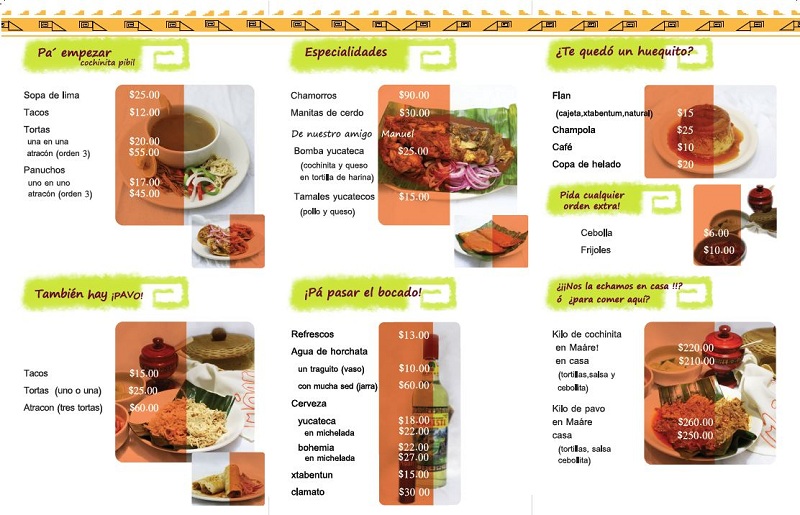 Pa´ empezar
cochinita pibil
Sopa de lima $25.00
Tacos $12.00
Tortas
una en una $20.00
atracón (orden 3) $55.00
Panuchos
uno en uno $17.00
atracón (orden 3) $45.00
Especialidades
Chamorros $90.00
Manitas de cerdo $30.00
De nuestro amigo Manuel
Bomba yucateca $25.00
(cochinita y queso
en tortilla de harina)
Tamales yucatecos $15.00
(pollo y queso)
¿Te quedó un huequito?
Flan
(cajeta,xtabentum,natural) $15
Champola $25
Café $10
Copa de helado $20
Pida cualquier
orden extra!
Cebolla $6.00
Frijoles $10.00
También hay ¡PAVO!
Tacos $15.00
Tortas (uno o una) $25.00
Atracon (tres tortas) $60.00
¡Pá pasar el bocado!
Refrescos $13.00
Agua de horchata
un traguito (vaso) $10.00
con mucha sed (jarra) $60.00
Cerveza
yucateca $18.00
en michelada $22.00
bohemia $22.00
en michelada $27.00
xtabentun $15.00
clamato $30 00
¿¡¡Nos la echamos en casa !!?
ó ¿para comer aquí?
Kilo de cochinita
en Maàre! $220.00
en casa $210.00
(tortillas,salsa y
cebollita)
Kilo de pavo
en Maàre $260.00
casa $250.00
(tortillas, salsa
cebollita)